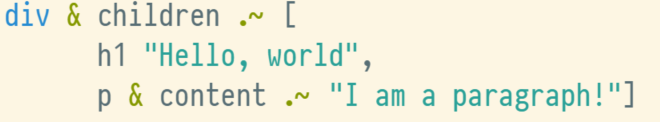 div & children .~ [
h1 "Hello, world",
p & content .~ "I am a paragraph!"]